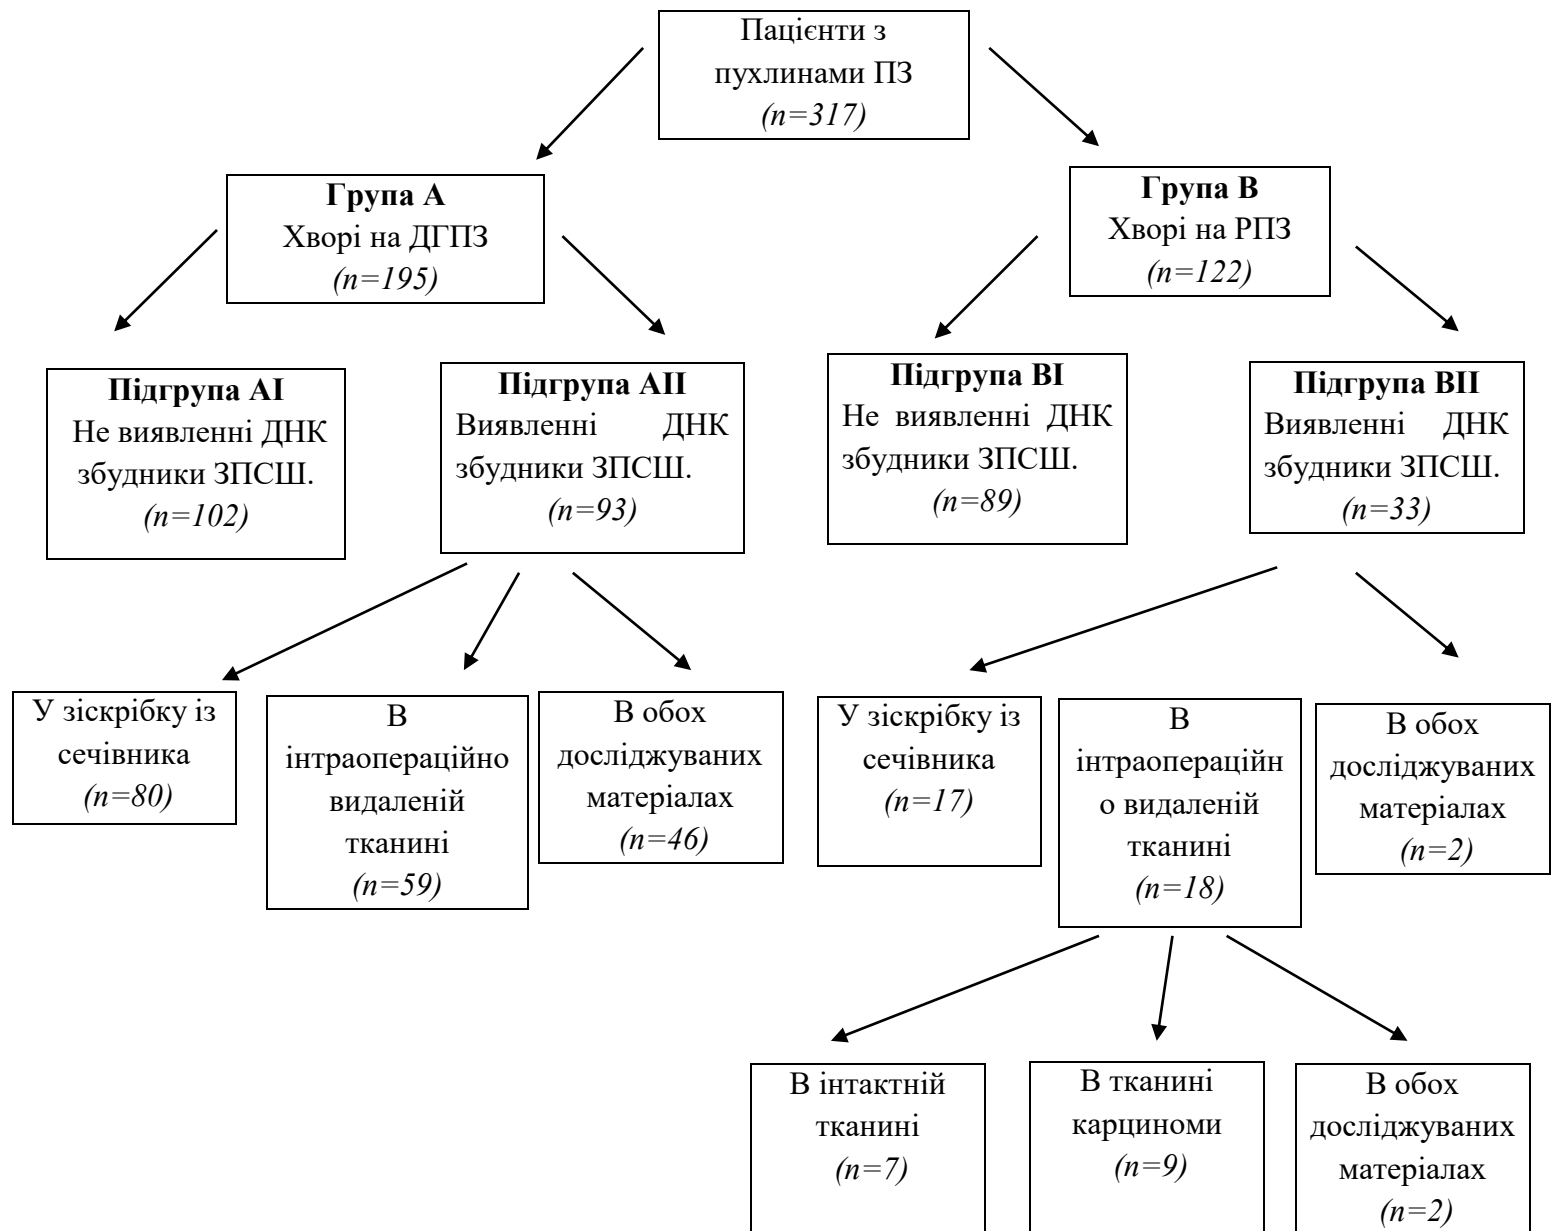 Пацієнти з
пухлинами ПЗ
(n=317)
Група А
Хворі на ДГПЗ
(n=195)
Група В
Хворі на РПЗ
(n=122)
Підгрупа АІ
Не виявленні ДНК
збудники ЗПСШ.
(n=102)
Підгрупа АІІ
Виявленні ДНК
збудники ЗПСШ.
(n=93)
Підгрупа ВІ
Не виявленні ДНК
збудники ЗПСШ.
(n=89)
Підгрупа ВІІ
Виявленні ДНК
збудники ЗПСШ.
(n=33)
У зіскрібку із
сечівника
(n=80)
В
інтраопераційно
видаленій
тканині
(n=59)
В обох
досліджуваних
матеріалах
(n=46)
У зіскрібку із
сечівника
(n=17)
В
інтраопераційн
о видаленій
тканині
(n=18)
В обох
досліджуваних
матеріалах
(n=2)
В інтактній
тканині
(n=7)
В тканині
карциноми
(n=9)
В обох
досліджуваних
матеріалах
(n=2)